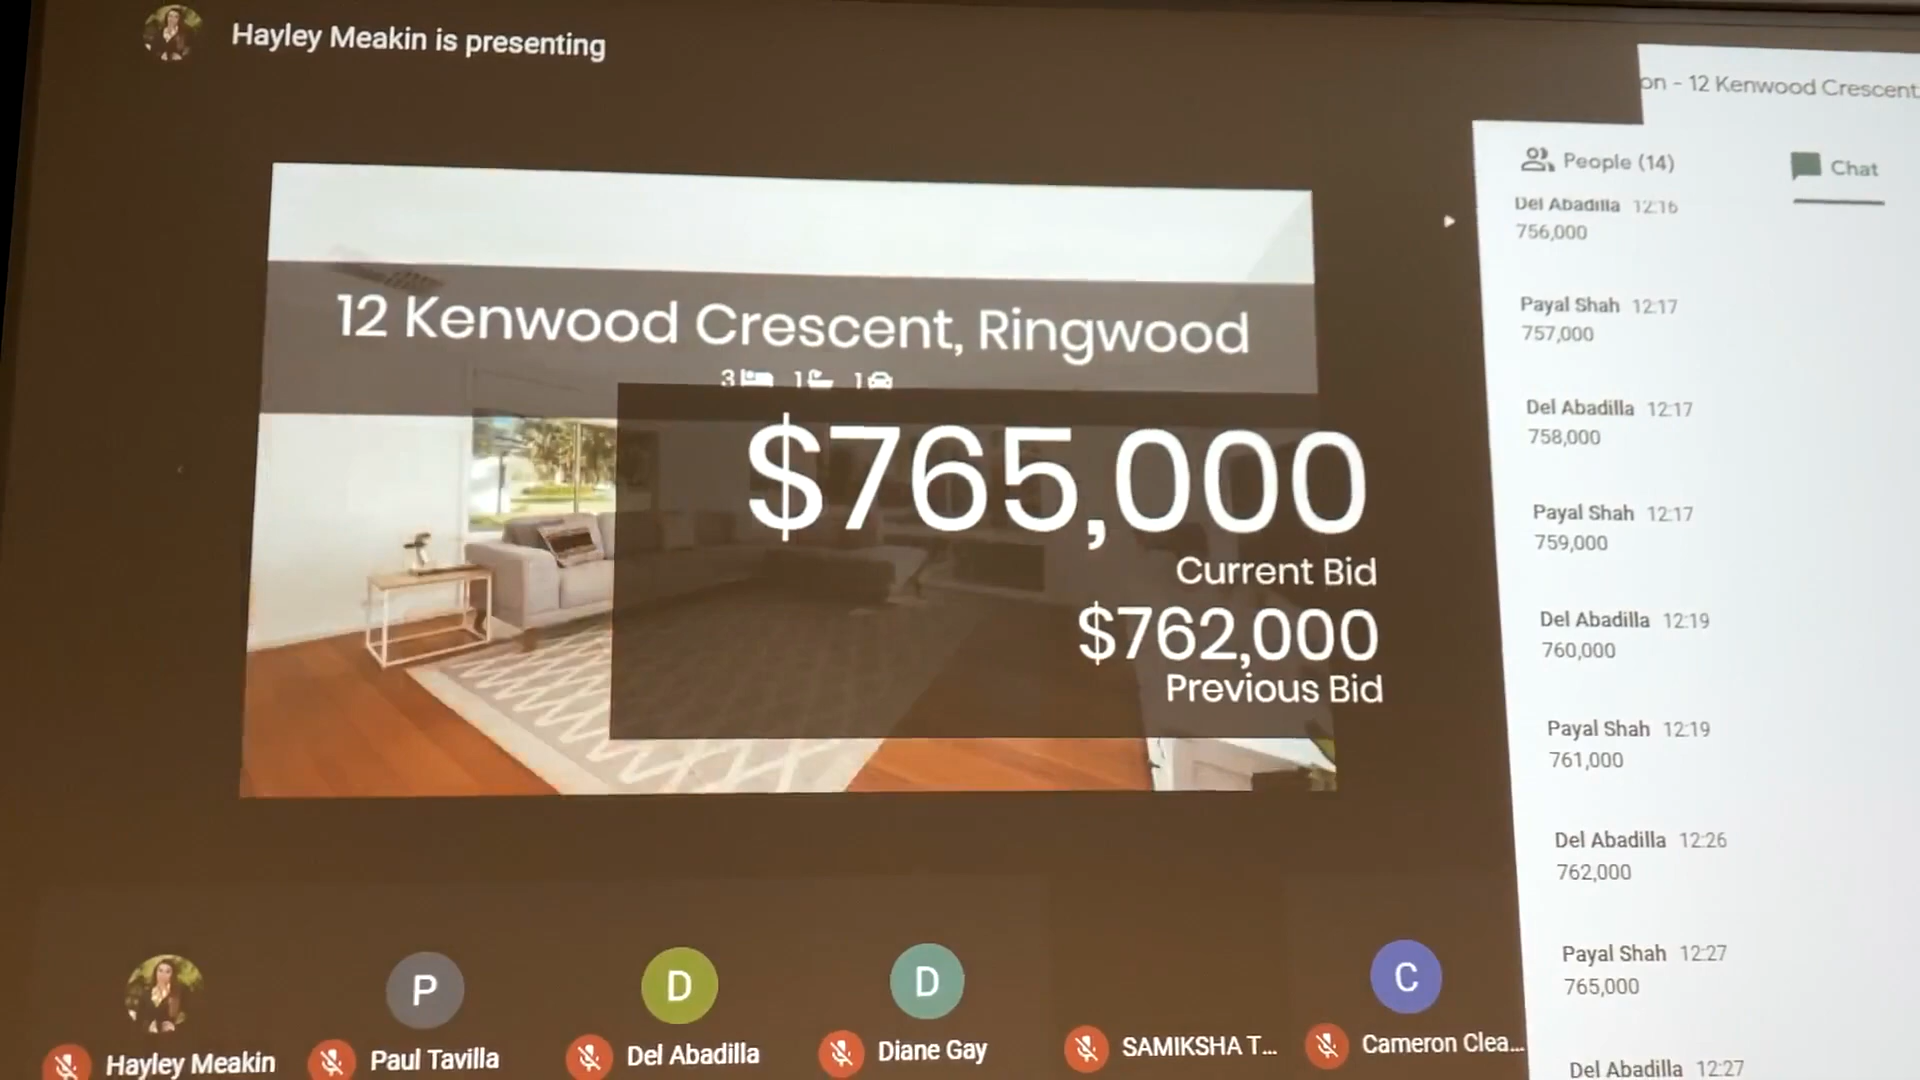 Hayley Meakin is presenting
on - 12 Kenwood Crescent
People (14)
Chat
12 Kenwood Crescent, Ringwood
3 1 1
$765,000
Current Bid
$762,000
Previous Bid
Del Abadilla 12:16
756,000
Payal Shah 12:17
757,000
Del Abadilla 12:17
758,000
Payal Shah 12:17
759,000
Del Abadilla 12:19
760,000
Payal Shah 12:19
761,000
Del Abadilla 12:26
762,000
Payal Shah 12:27
765,000
Del Abadilla 12:27
P
D
D
C
Hayley Meakin
Paul Tavilla
Del Abadilla
Diane Gay
SAMIKSHA T...
Cameron Clea...